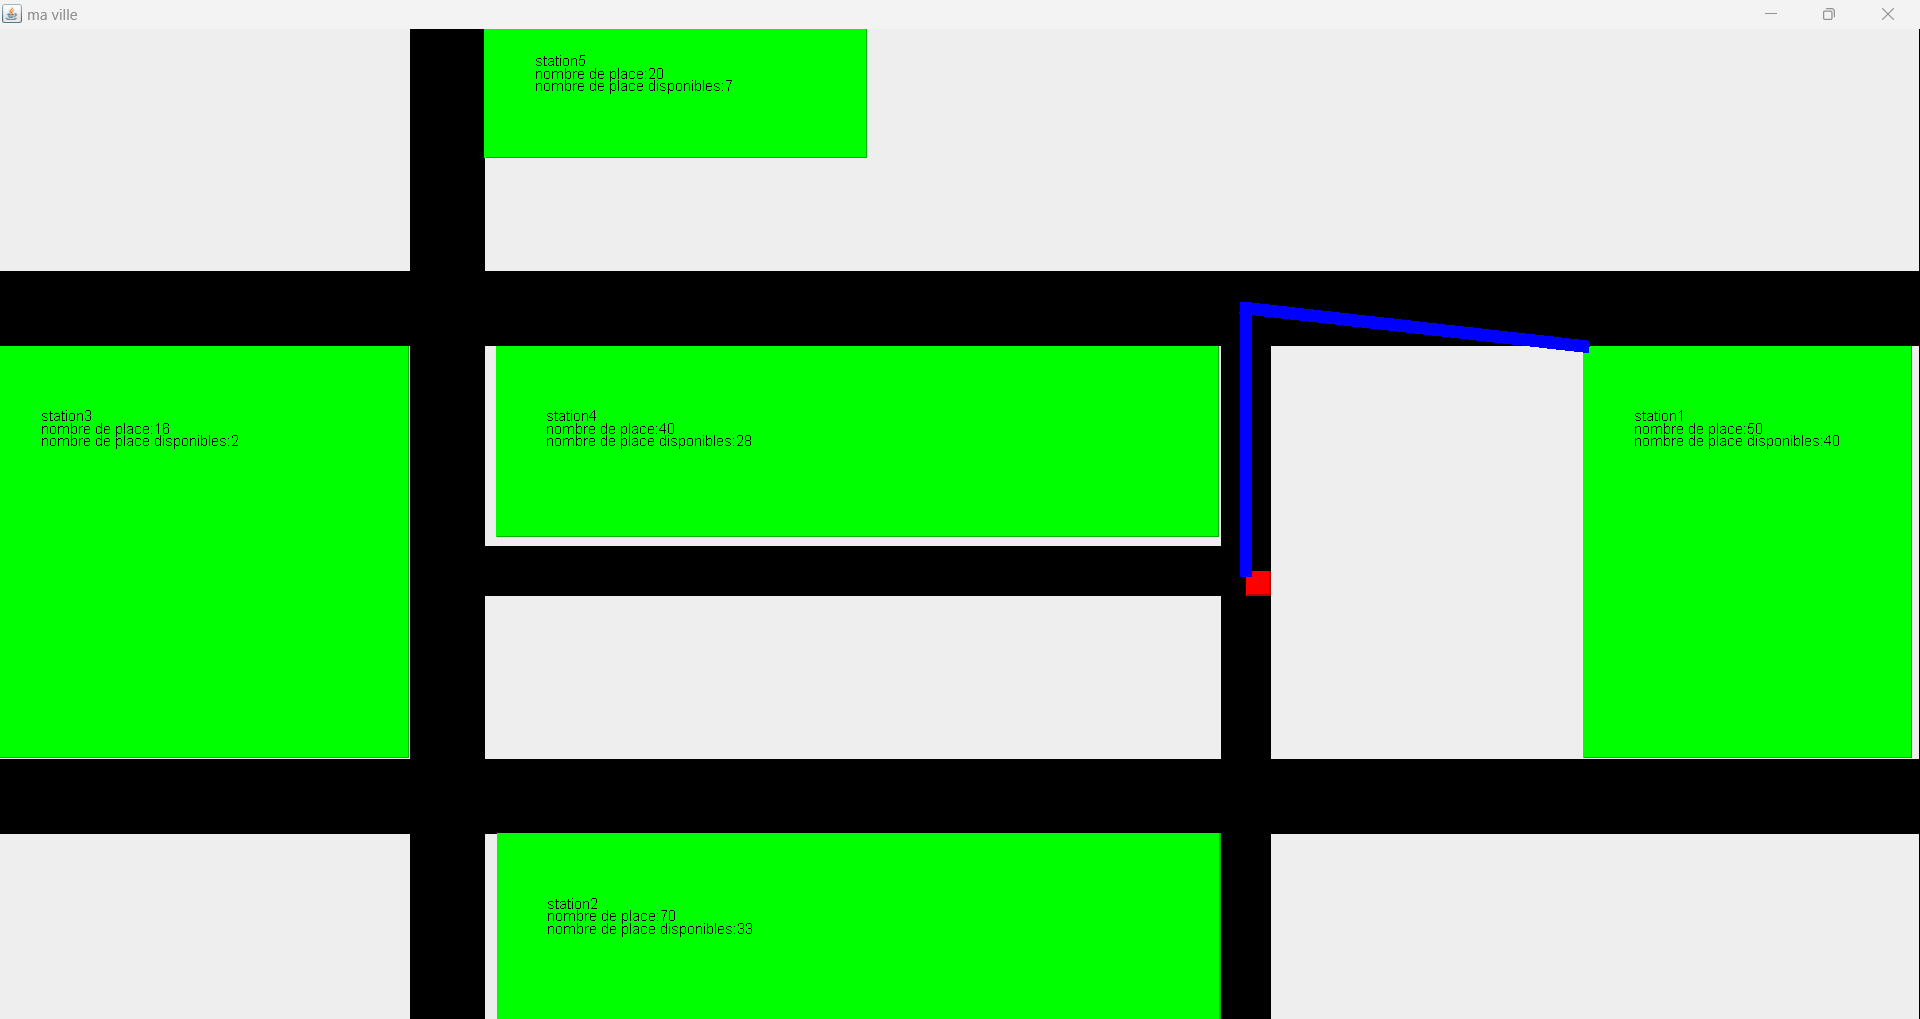 ma ville
station5
nombre de place:20
nombre de place disponibles:7
station3
nombre de place:16
nombre de place disponibles:2
station4
nombre de place:40
nombre de place disponibles:28
station1
nombre de place:50
nombre de place disponibles:40
station2
nombre de place:70
nombre de place disponibles:33